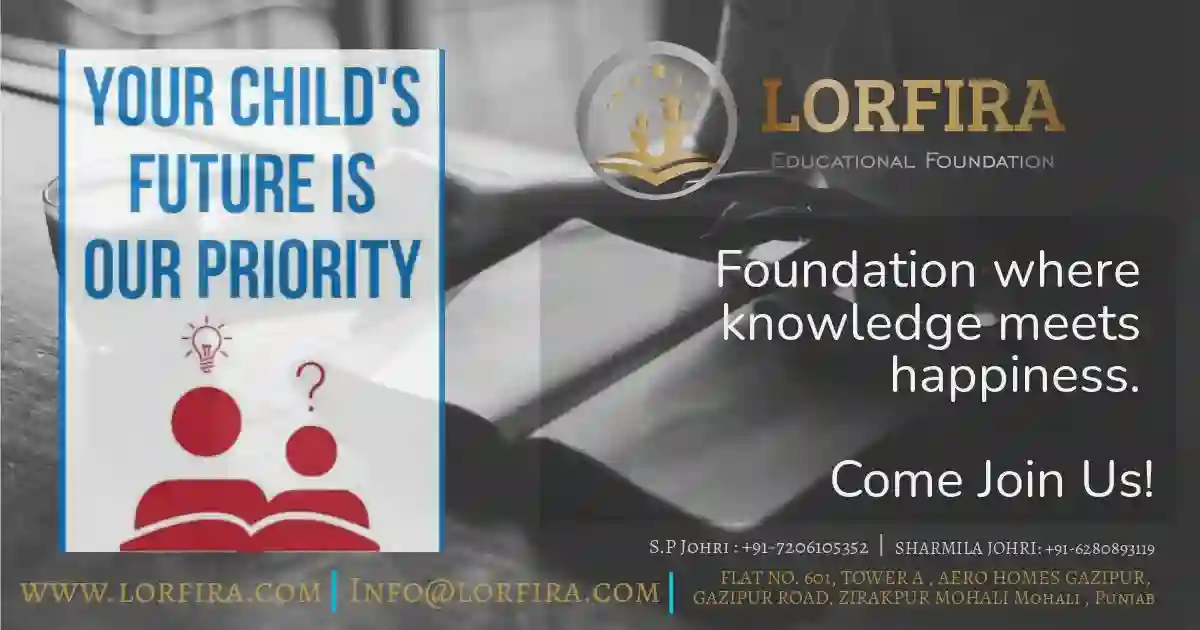 YOUR CHILD'S
FUTURE IS
OUR PRIORITY
?
LORFIRA
Educational Foundation
Foundation where
knowledge meets
happiness.
Come Join Us!
S.P Johri : +91-7206105352 | SHARMILA JOHRI: +91-6280893119
www.lorfira.com | Info@lorfira.com |
FLAT NO. 601, TOWER A , AERO HOMES GAZIPUR,
GAZIPUR ROAD, ZIRAKPUR MOHALI Mohali , Punjab